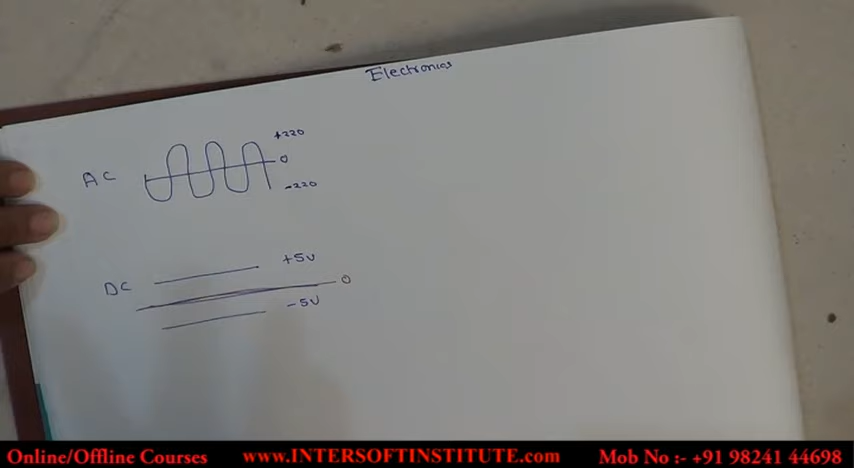 Electronics
+220
AC
0
-220
+5V
DC
0
-5V
Online/Offline Courses www.INTERSOFTINSTITUTE.com Mob No :- +91 98241 44698